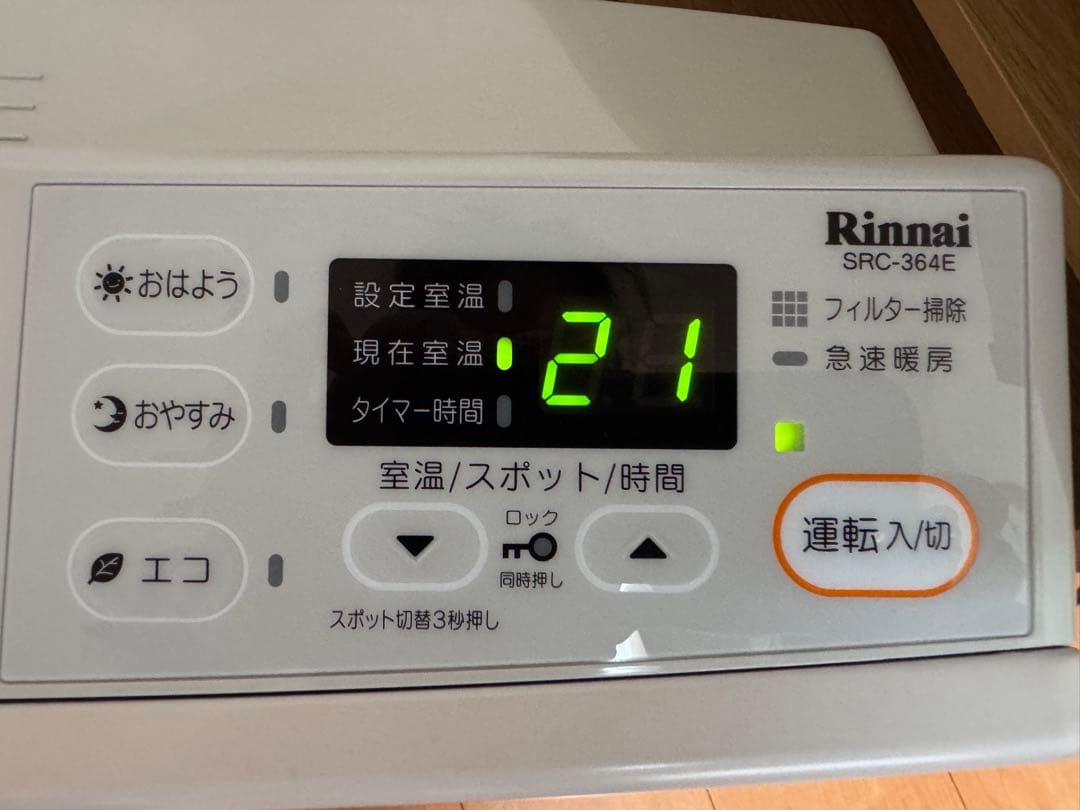 Rinnai
SRC-364E
おはよう
おやすみ
エコ
設定室温
現在室温
タイマー時間
21
フィルター掃除
急速暖房
室温/スポット/時間
ロック
同時押し
スポット切替3秒押し
運転 入/切